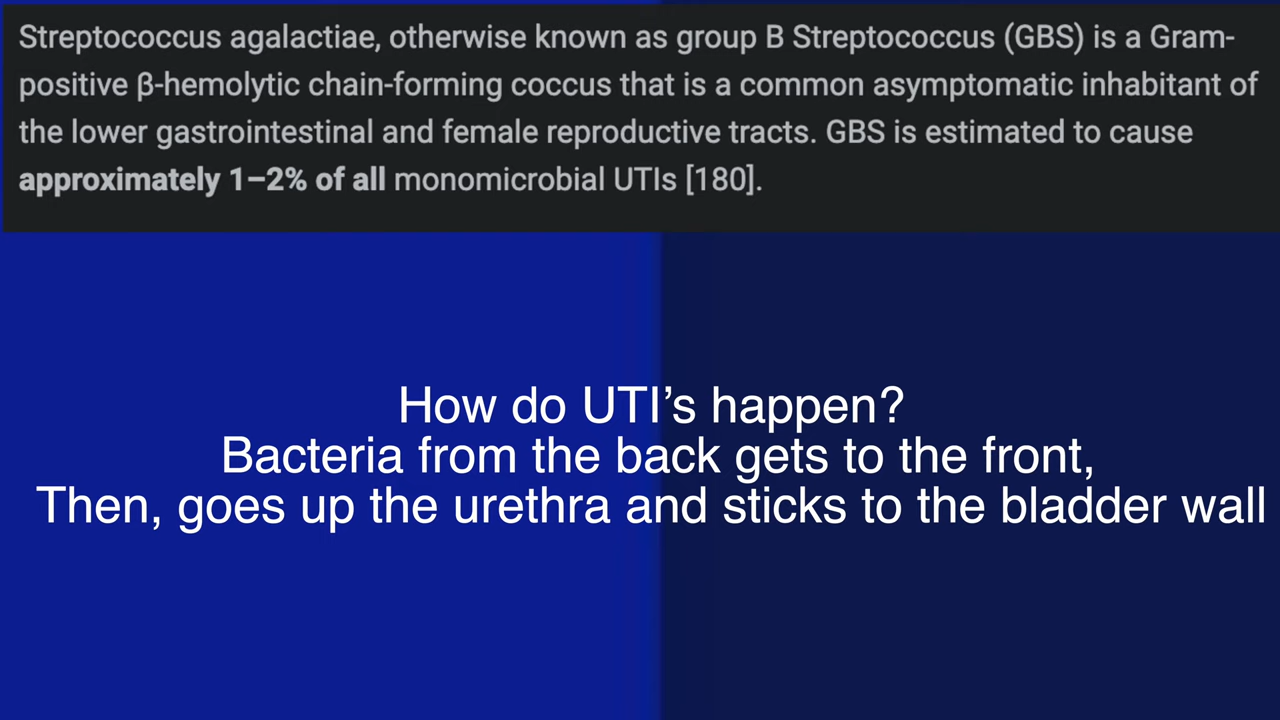 Streptococcus agalactiae, otherwise known as group B Streptococcus (GBS) is a Gram-
positive β-hemolytic chain-forming coccus that is a common asymptomatic inhabitant of
the lower gastrointestinal and female reproductive tracts. GBS is estimated to cause
approximately 1–2% of all monomicrobial UTIs [180].
How do UTI’s happen?
Bacteria from the back gets to the front,
Then, goes up the urethra and sticks to the bladder wall